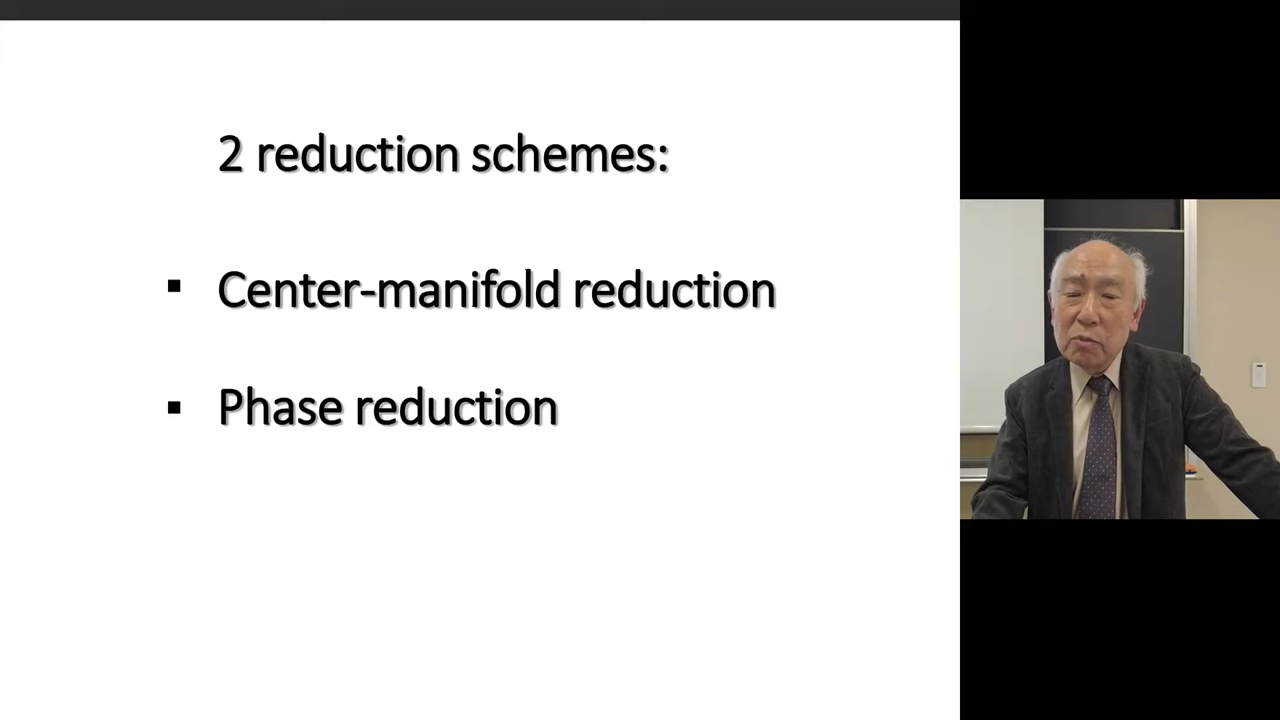 2 reduction schemes:
▪ Center-manifold reduction
▪ Phase reduction